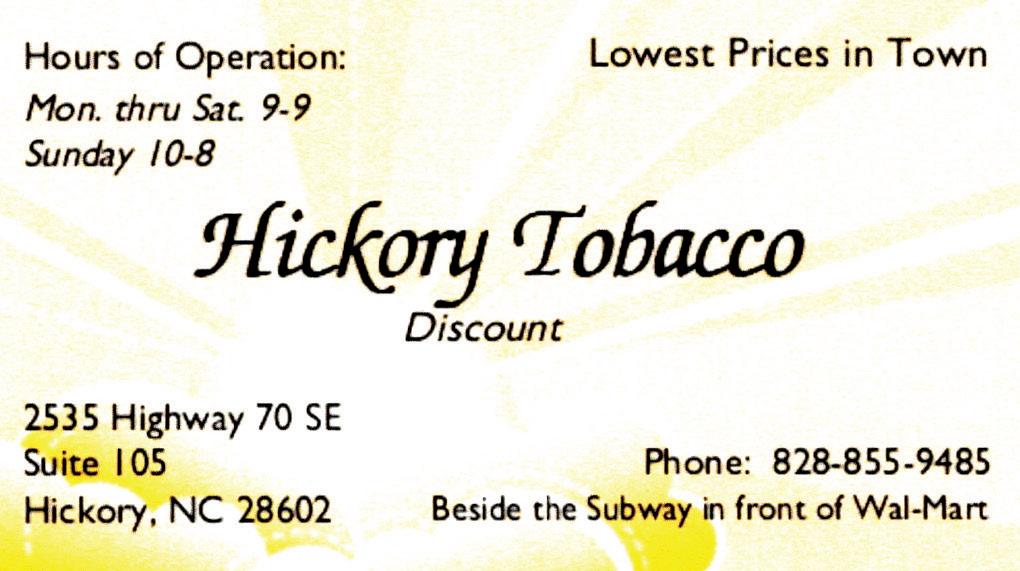 Hours of Operation:
Mon. thru Sat. 9-9
Sunday 10-8
Lowest Prices in Town
Hickory Tobacco
Discount
2535 Highway 70 SE
Suite 105
Hickory, NC 28602
Phone: 828-855-9485
Beside the Subway in front of Wal-Mart